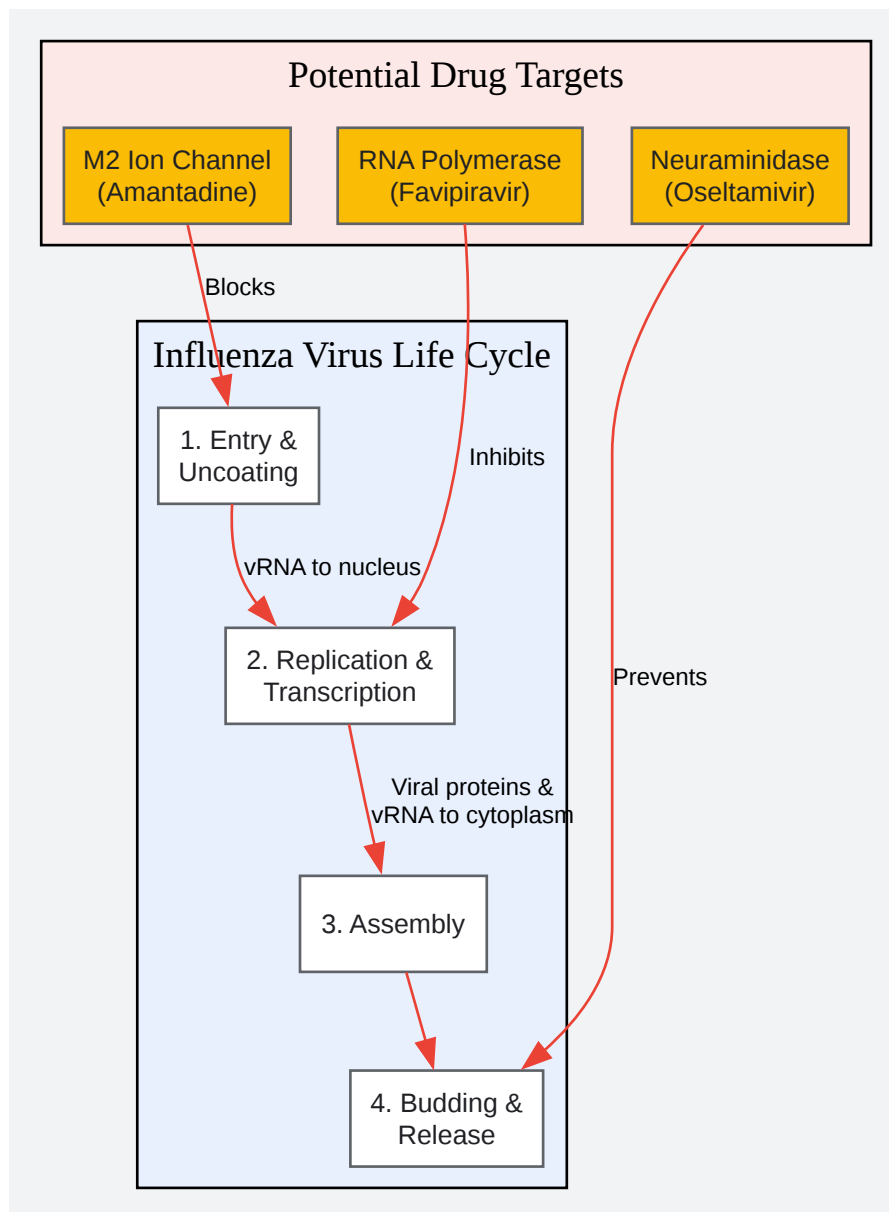 Potential Drug Targets
M2 Ion Channel
(Amantadine)
RNA Polymerase
(Favipiravir)
Neuraminidase
(Oseltamivir)
Blocks
Influenza Virus Life Cycle
1. Entry &
Uncoating
Inhibits
vRNA to nucleus
2. Replication &
Transcription
Prevents
Viral proteins &
vRNA to cytoplasm
3. Assembly
4. Budding &
Release